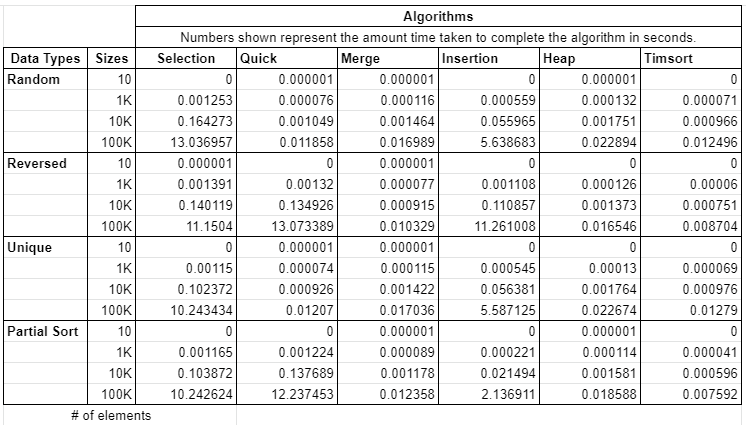 Algorithms
Numbers shown represent the amount time taken to complete the algorithm in seconds.
Data Types Sizes Selection Quick Merge Insertion Heap Timsort
Random 10 0 0.000001 0.000001 0 0.000001 0
1K 0.001253 0.000076 0.000116 0.000559 0.000132 0.000071
10K 0.164273 0.001049 0.001464 0.055965 0.001751 0.000966
100K 13.036957 0.011858 0.016989 5.638683 0.022894 0.012496
Reversed 10 0.000001 0 0.000001 0 0 0
1K 0.001391 0.00132 0.000077 0.001108 0.000126 0.00006
10K 0.140119 0.134926 0.000915 0.110857 0.001373 0.000751
100K 11.1504 13.073389 0.010329 11.261008 0.016546 0.008704
Unique 10 0 0.000001 0.000001 0 0 0
1K 0.00115 0.000074 0.000115 0.000545 0.00013 0.000069
10K 0.102372 0.000926 0.001422 0.056381 0.001764 0.000976
100K 10.243434 0.01207 0.017036 5.587125 0.022674 0.01279
Partial Sort 10 0 0 0.000001 0 0.000001 0
1K 0.001165 0.001224 0.000089 0.000221 0.000114 0.000041
10K 0.103872 0.137689 0.001178 0.021494 0.001581 0.000596
100K 10.242624 12.237453 0.012358 2.136911 0.018588 0.007592
# of elements